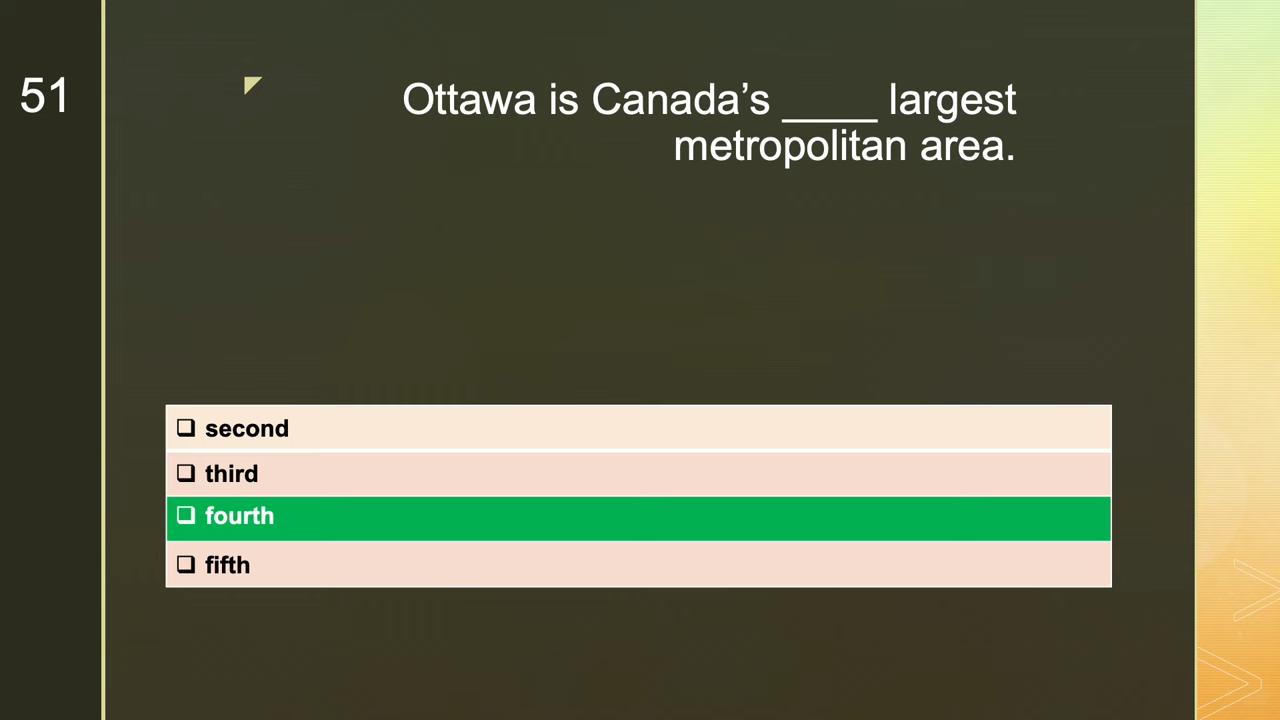 51
Ottawa is Canada’s ____ largest
metropolitan area.
❑ second
❑ third
❑ fourth
❑ fifth